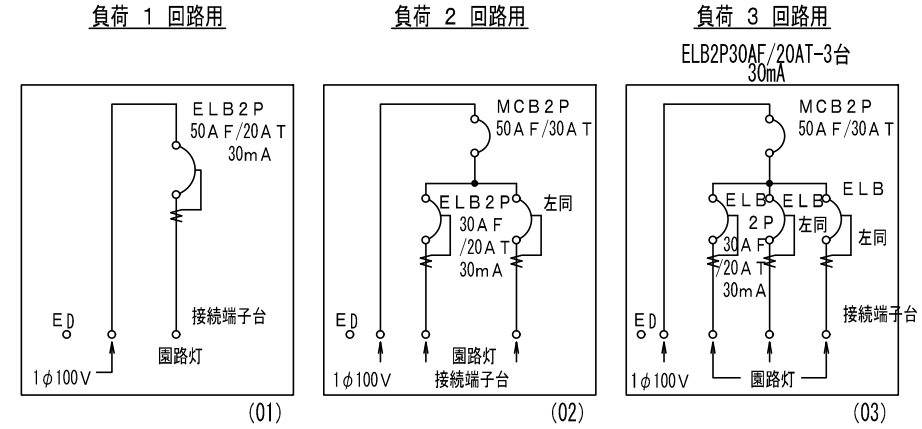 負荷 1 回路用
ELB2P
50AF/20AT
30mA
ED
接続端子台
園路灯
1φ100V
(01)
負荷 2 回路用
MCB2P
50AF/30AT
ELB2P
30AF
/20AT
30mA
左同
ED
園路灯
接続端子台
1φ100V
(02)
負荷 3 回路用
ELB2P30AF/20AT-3台
30mA
MCB2P
50AF/30AT
ELB
2P
30AF
/20AT
30mA
ELB
左同
ELB
左同
接続端子台
ED
園路灯
1φ100V
(03)